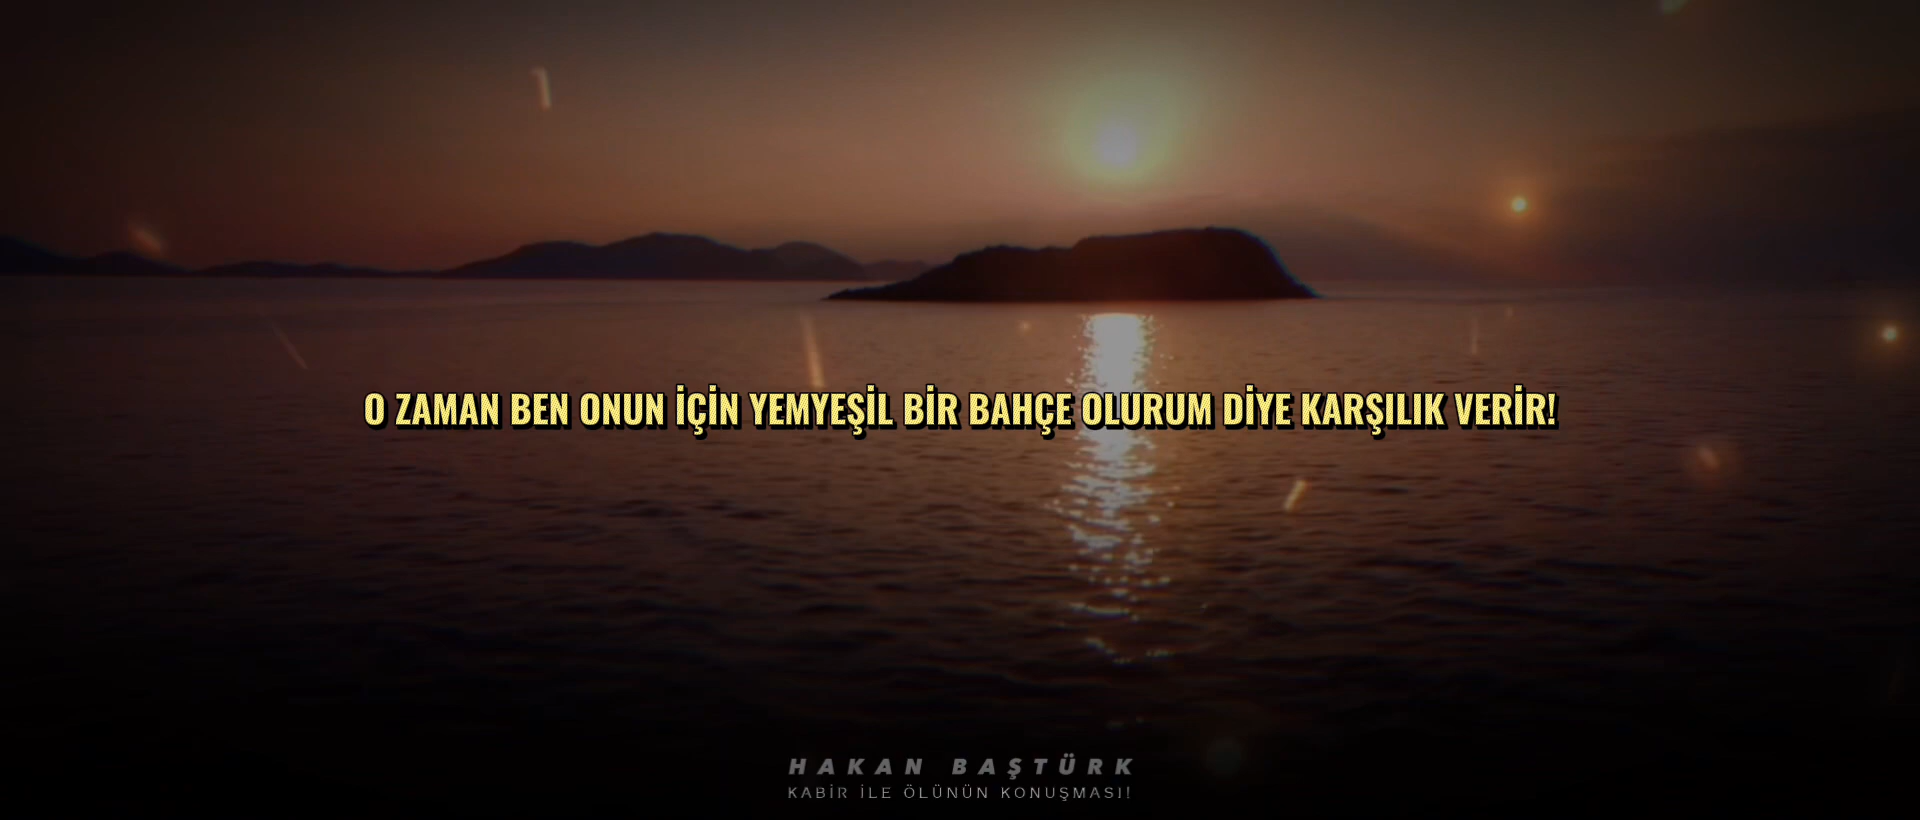 O ZAMAN BEN ONUN İÇİN YEMYEŞİL BİR BAHÇE OLURUM DİYE KARŞILIK VERİR!
HAKAN BAŞTÜRK
KABİR İLE ÖLÜNÜN KONUŞMASI!